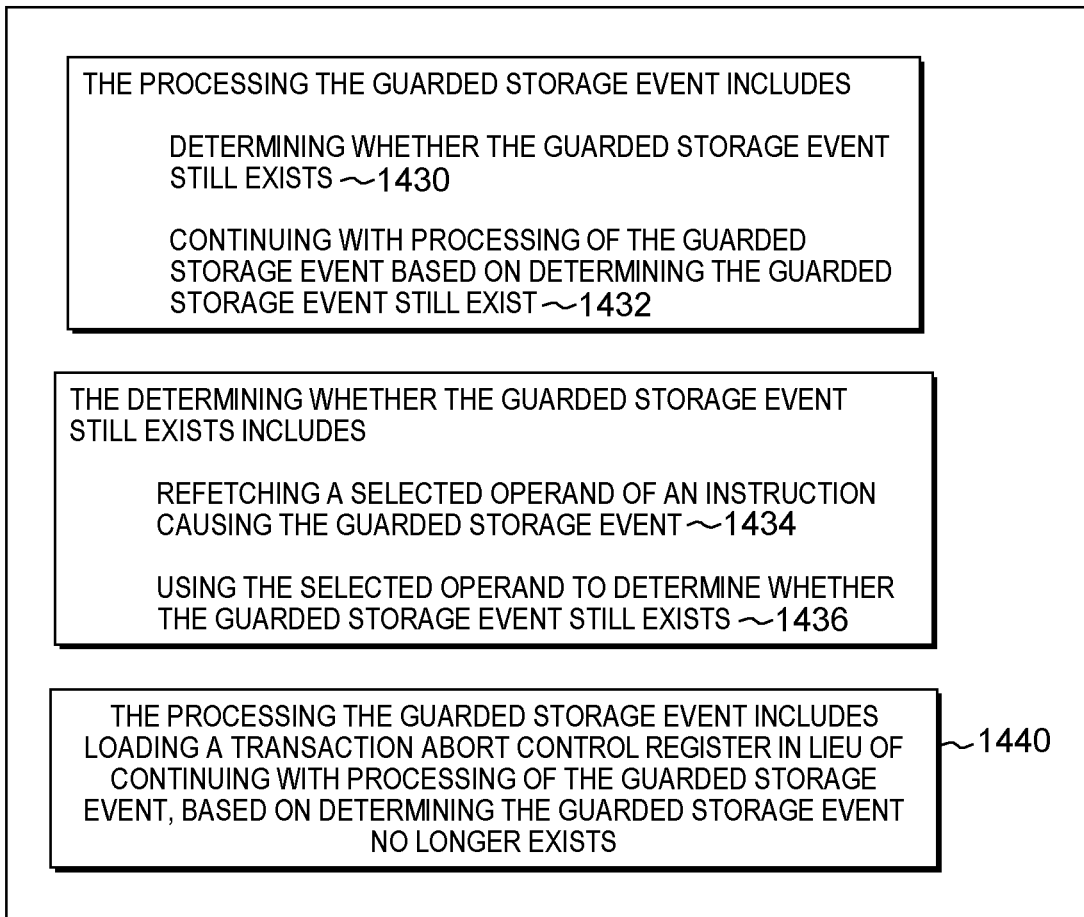 THE PROCESSING THE GUARDED STORAGE EVENT INCLUDES
DETERMINING WHETHER THE GUARDED STORAGE EVENT
STILL EXISTS ~1430
CONTINUING WITH PROCESSING OF THE GUARDED
STORAGE EVENT BASED ON DETERMINING THE GUARDED
STORAGE EVENT STILL EXIST ~1432
THE DETERMINING WHETHER THE GUARDED STORAGE EVENT
STILL EXISTS INCLUDES
REFETCHING A SELECTED OPERAND OF AN INSTRUCTION
CAUSING THE GUARDED STORAGE EVENT ~1434
USING THE SELECTED OPERAND TO DETERMINE WHETHER
THE GUARDED STORAGE EVENT STILL EXISTS ~1436
THE PROCESSING THE GUARDED STORAGE EVENT INCLUDES
LOADING A TRANSACTION ABORT CONTROL REGISTER IN LIEU OF
CONTINUING WITH PROCESSING OF THE GUARDED STORAGE
EVENT, BASED ON DETERMINING THE GUARDED STORAGE EVENT
NO LONGER EXISTS
~1440